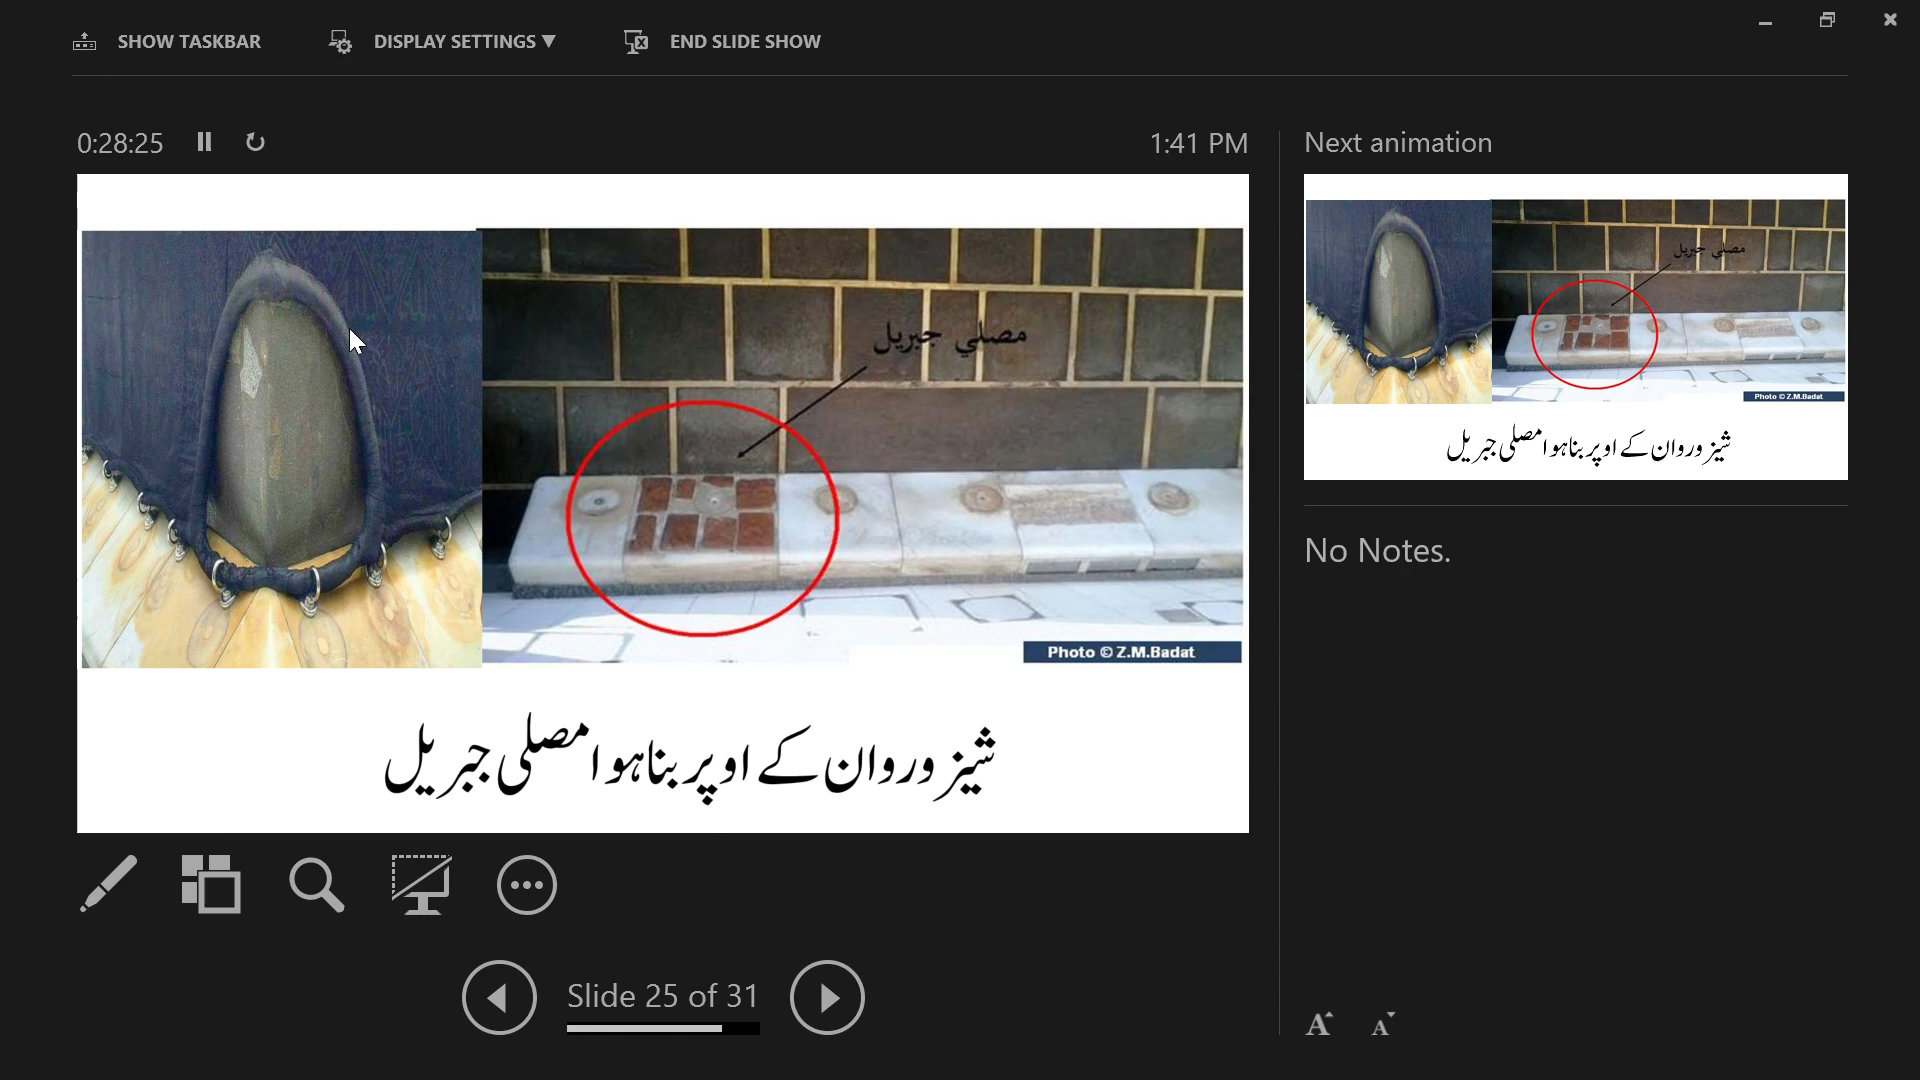 SHOW TASKBAR
DISPLAY SETTINGS ▼
END SLIDE SHOW
0:28:25
1:41 PM
Next animation
مصلي جبريل
Photo © Z.M.Badat
شیز وروان کے اوپر بنا ہوا مصلی جبریل
مصلي جبريل
Photo © Z.M.Badat
شیز وروان کے اوپر بنا ہوا مصلی جبریل
No Notes.
Slide 25 of 31
A A